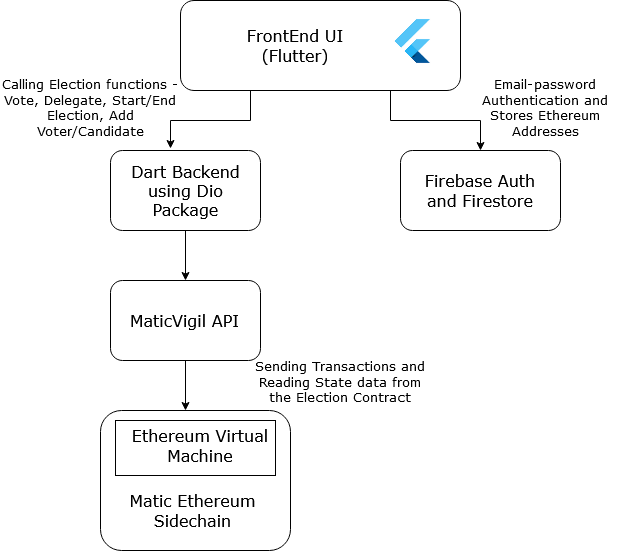 FrontEnd UI
(Flutter)
Calling Election functions -
Vote, Delegate, Start/End
Election, Add
Voter/Candidate
Email-password
Authentication and
Stores Ethereum
Addresses
Dart Backend
using Dio
Package
Firebase Auth
and Firestore
MaticVigil API
Sending Transactions and
Reading State data from
the Election Contract
Ethereum Virtual
Machine
Matic Ethereum
Sidechain